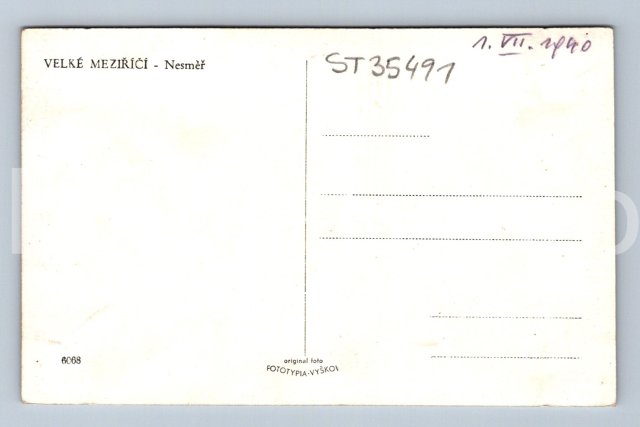 VELKÉ MEZIŘÍČÍ - Nesměř
1. VII. 1940
ST35491
6068
original foto
FOTOTYPIA-VYŠKOV